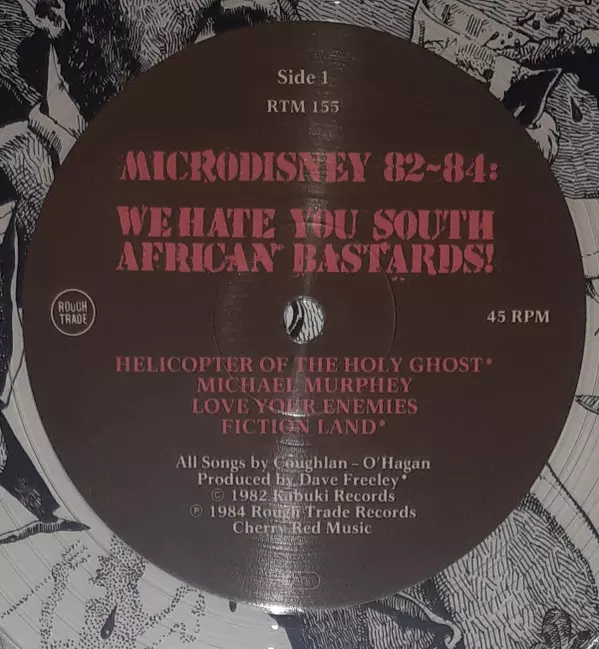 Side 1
RTM 155
MICRODISNEY 82~84:
WE HATE YOU SOUTH
AFRICAN BASTARDS!
ROUGH
TRADE
45 RPM
HELICOPTER OF THE HOLY GHOST*
MICHAEL MURPHEY
LOVE YOUR ENEMIES
FICTION LAND*
All Songs by Coughlan – O'Hagan
Produced by Dave Freeley*
© 1982 Kabuki Records
℗ 1984 Rough Trade Records
Cherry Red Music